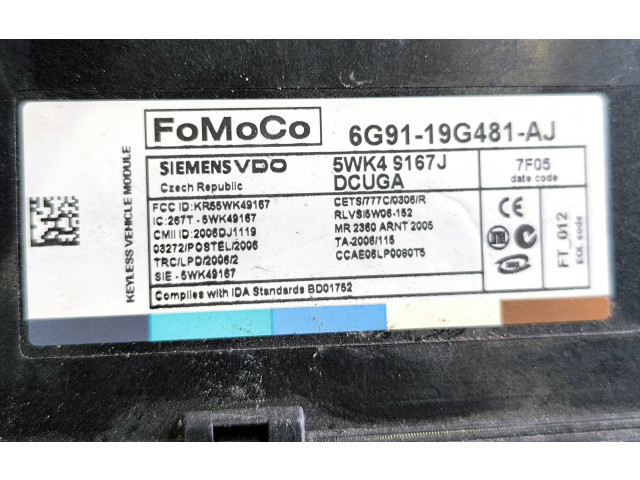 FoMoCo 6G91-19G481-AJ
KEYLESS VEHICLE MODULE
SIEMENS VDO
Czech Republic
5WK4 9167J
DCUGA
7F05
date code
FCC ID: KR55WK49167
IC: 267T - 5WK49167
CMII ID: 2006DJ1119
03272/POSTEL/2006
TRC/LPD/2006/2
SIE - 5WK49167
CETS/777C/0306/R
RLVSI5W06-152
MR 2360 ARNT 2005
TA-2006/115
CCAE06LP0080T5
CE
FT_012
EOL code
Complies with IDA Standards BD01752